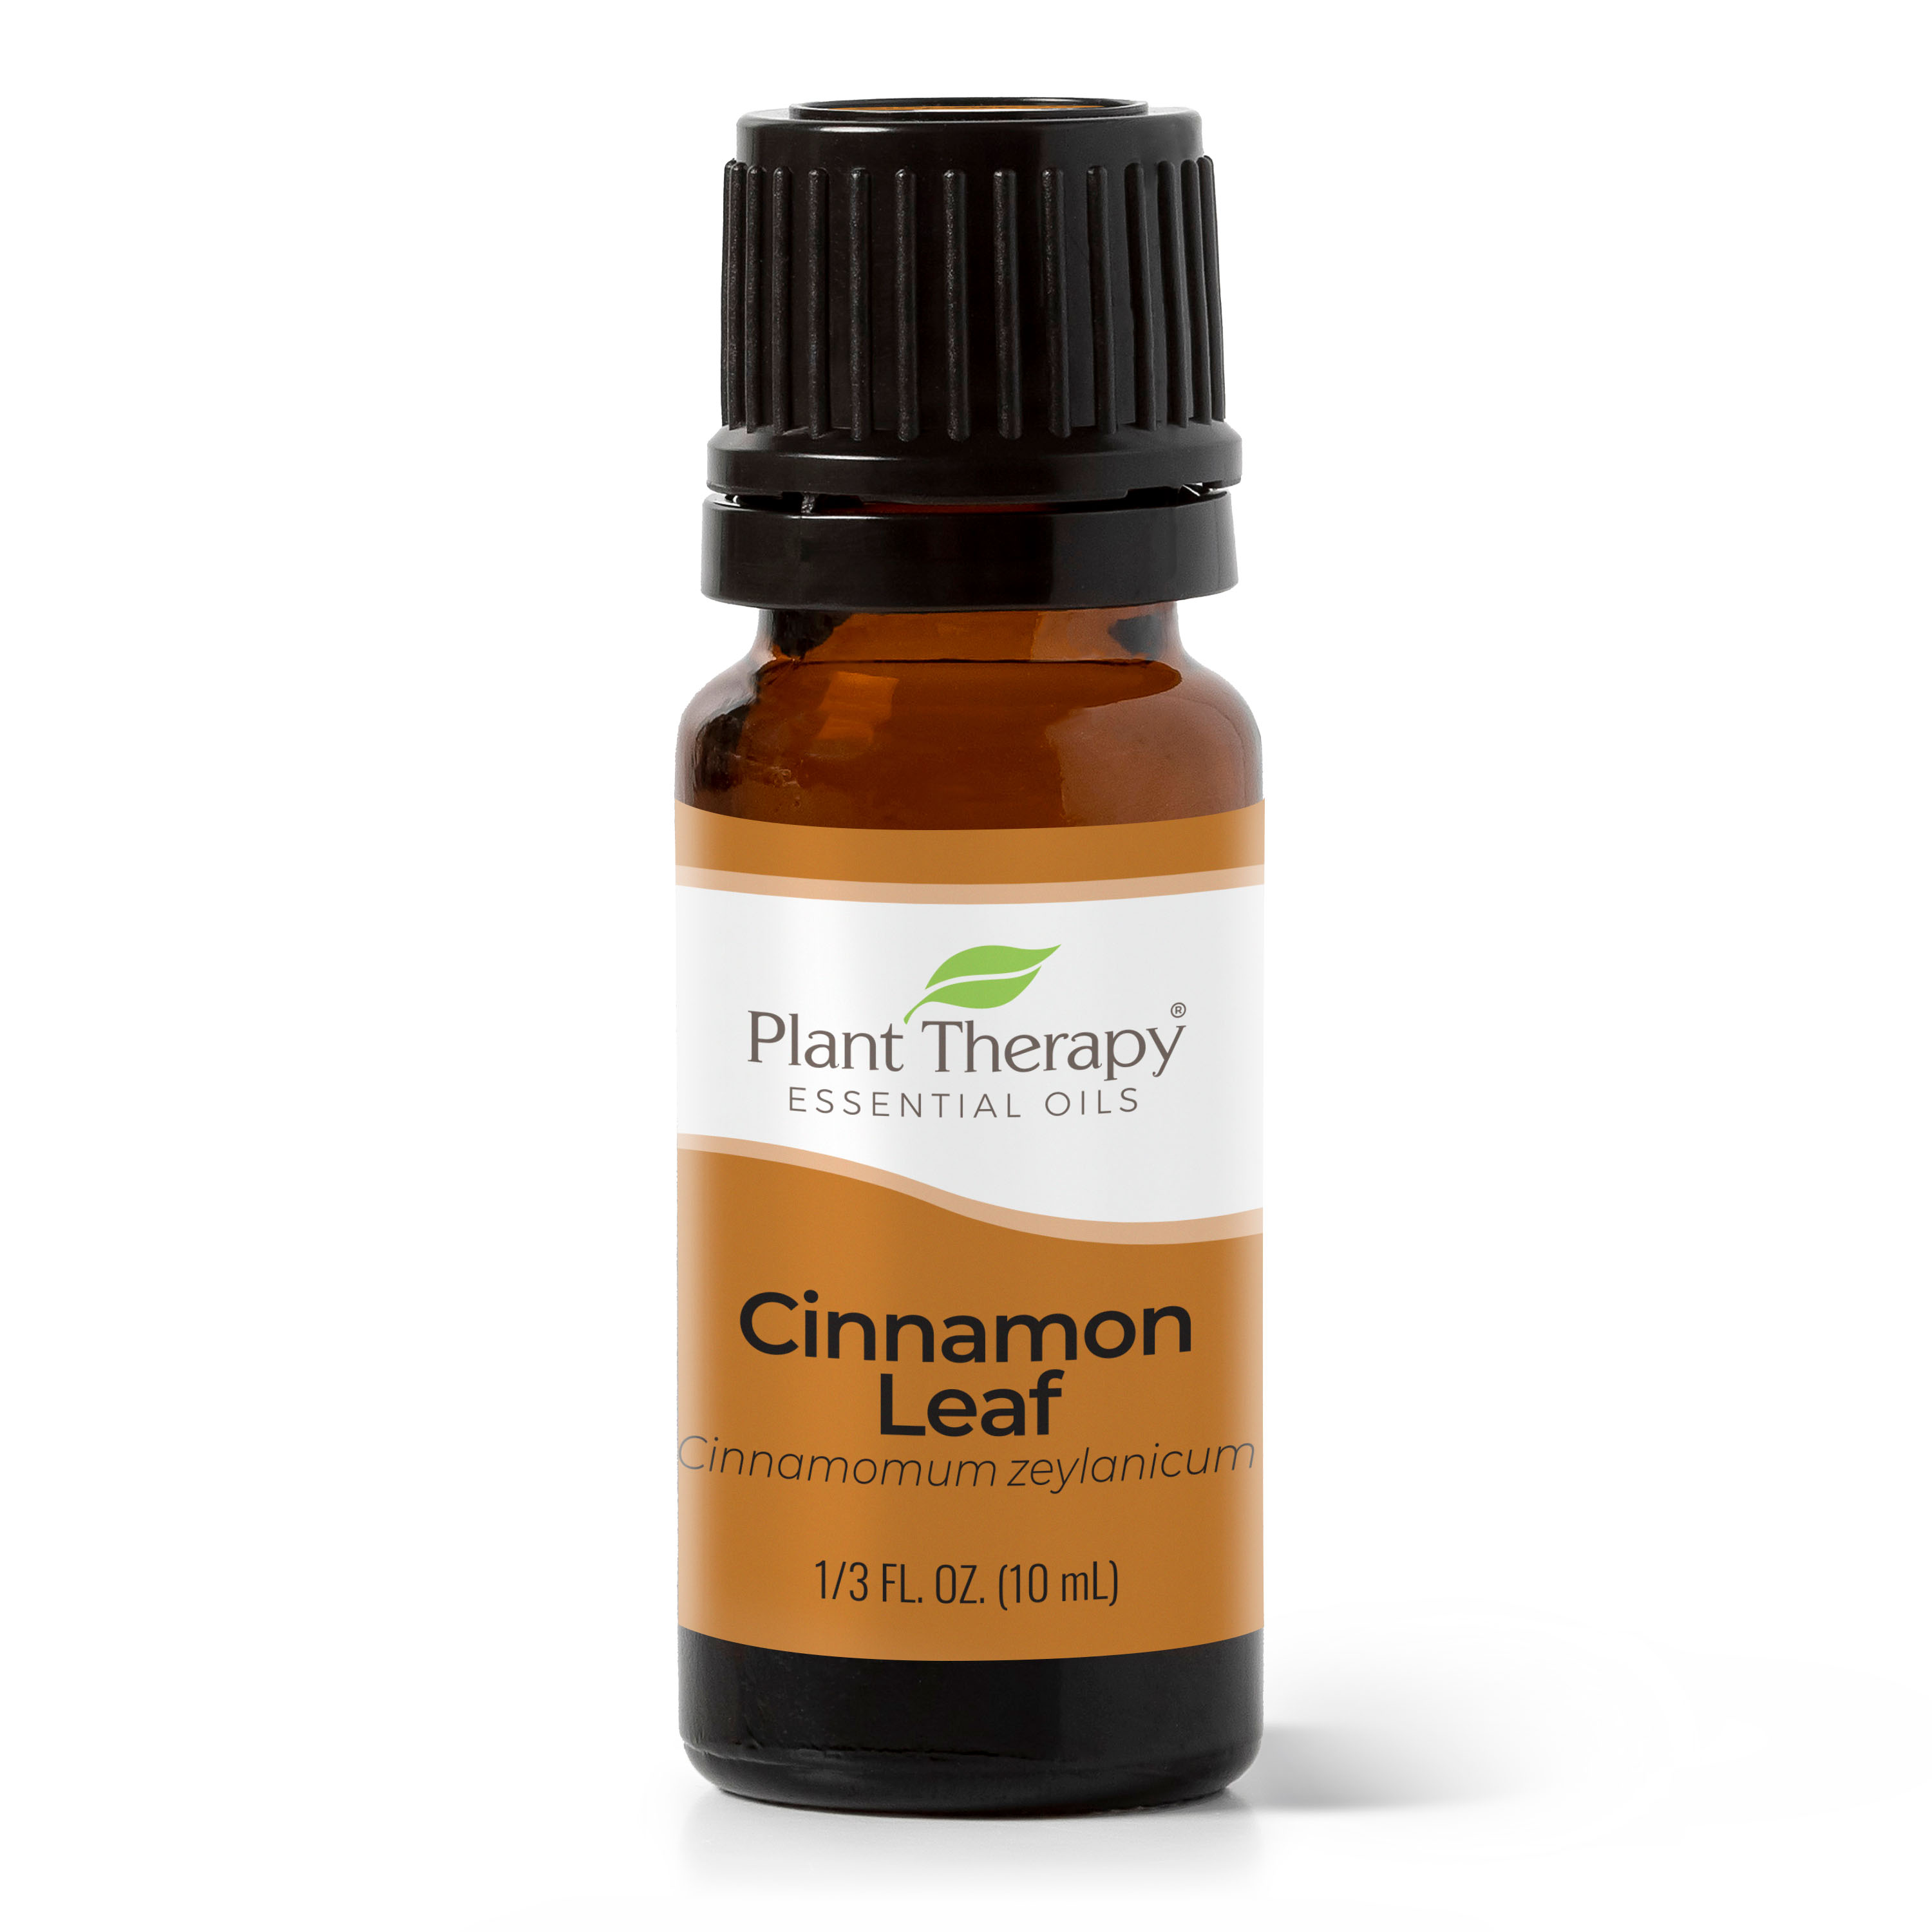 Plant Therapy®
ESSENTIAL OILS
Cinnamon
Leaf
Cinnamomum zeylanicum
1/3 FL. OZ. (10 mL)